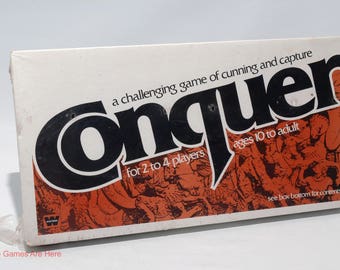 a challenging game of cunning and capture
Conquer
for 2 to 4 players
ages 10 to adult
see box bottom for contents
Games Are Here